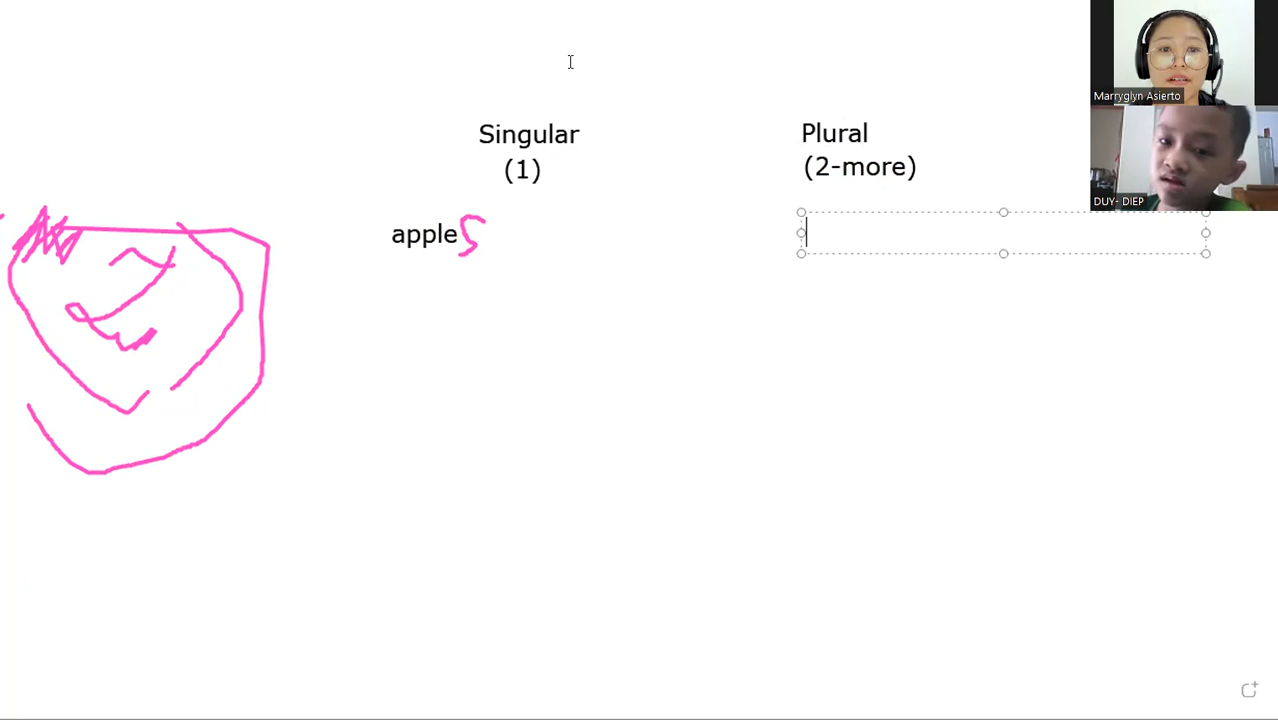 Marryglyn Asierto
Singular
(1)
Plural
(2-more)
DUY- DIEP
appleS